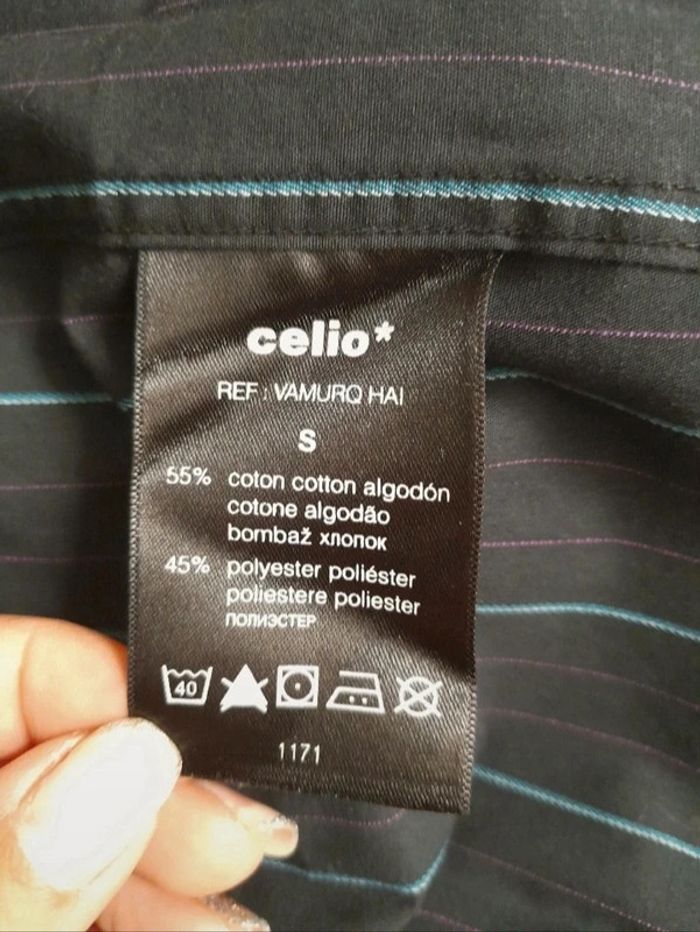 celio*
REF : VAMURQ HAI
S
55% coton cotton algodón
cotone algodão
bombaž хлопок
45% polyester poliéster
poliestere poliester
полиэстер
40
1171